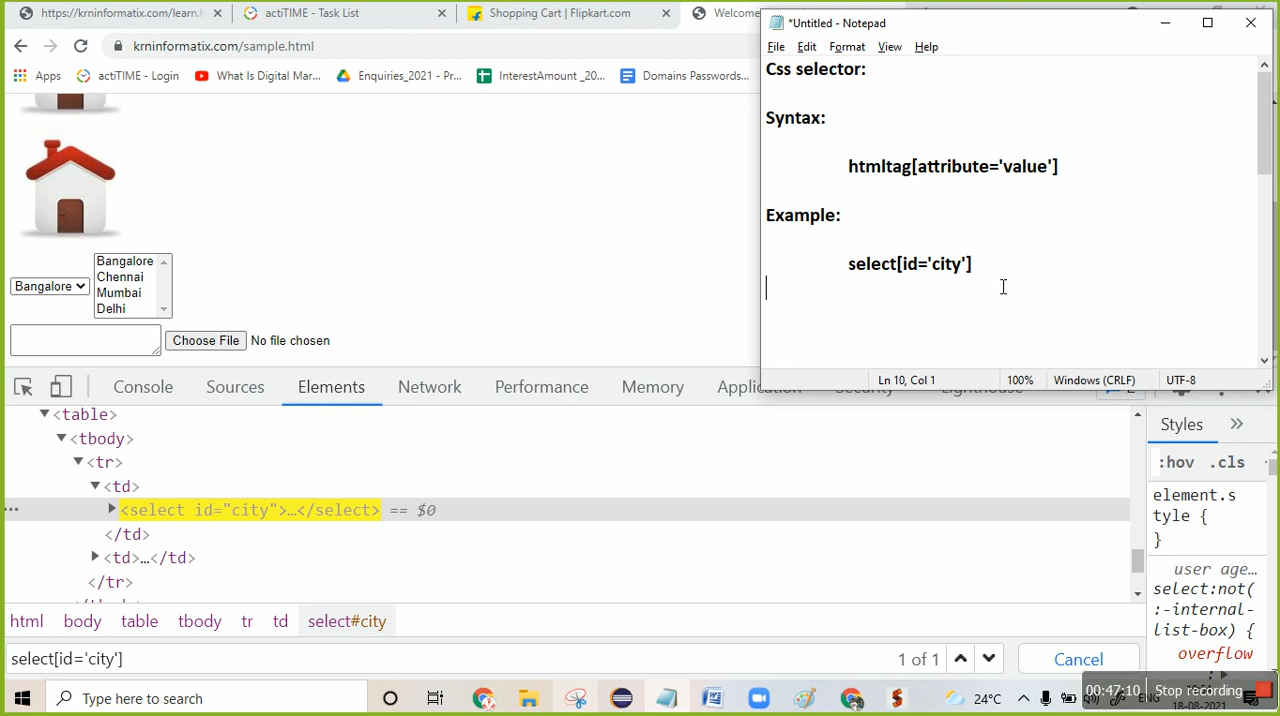 https://krninformatix.com/learn.h
actiTIME - Task List
Shopping Cart | Flipkart.com
Welcome
krninformatix.com/sample.html
Apps
actiTIME - Login
What Is Digital Mar...
Enquiries_2021 - Pr...
InterestAmount _20...
Domains Passwords...
*Untitled - Notepad
File Edit Format View Help
Css selector:
Syntax:
htmltag[attribute='value']
Example:
select[id='city']
Ln 10, Col 1
100%
Windows (CRLF)
UTF-8
Bangalore
Bangalore
Chennai
Mumbai
Delhi
Choose File No file chosen
Console Sources Elements Network Performance Memory
<table>
<tbody>
<tr>
<td>
<select id="city">…</select> == $0
</td>
<td>…</td>
</tr>
html body table tbody tr td select#city
select[id='city']
1 of 1
Cancel
Styles
:hov .cls
element.s
tyle {
}
user age…
select:not(
:-internal-
list-box) {
overflow
Type here to search
24°C
ENG
18-08-2021
00:47:10 Stop recording